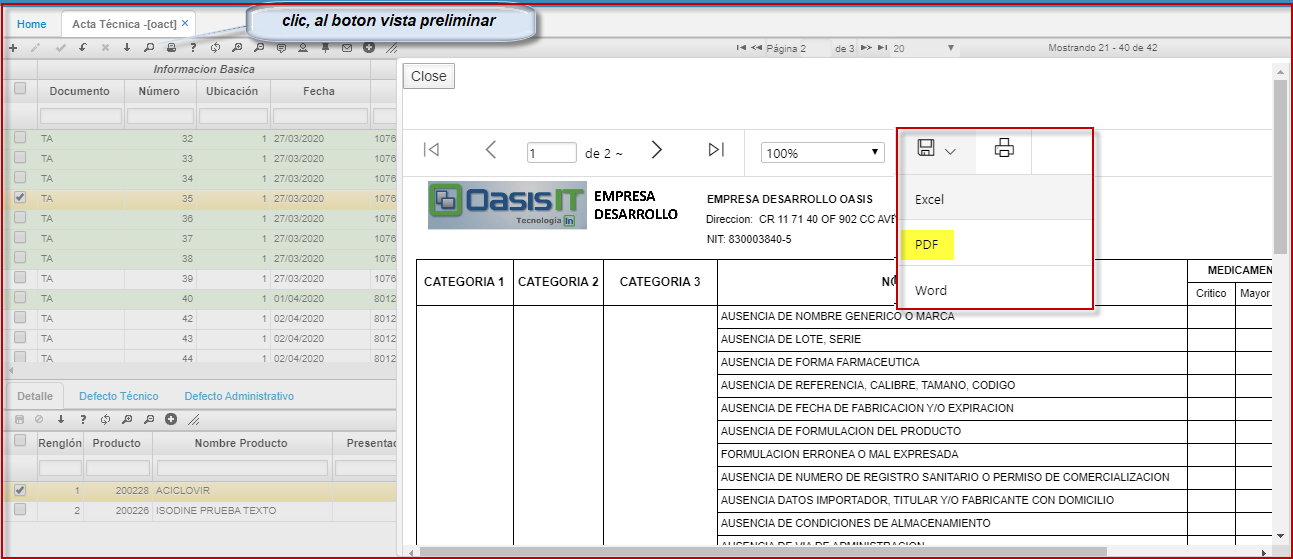 Home
Acta Técnica -[oact] ×
clic, al boton vista preliminar
Página 2 de 3 20
Mostrando 21 - 40 de 42
Informacion Basica
Documento Número Ubicación Fecha
TA 32 1 27/03/2020 1076
TA 33 1 27/03/2020 1076
TA 34 1 27/03/2020 1076
TA 35 1 27/03/2020 1076
TA 36 1 27/03/2020 1076
TA 37 1 27/03/2020 1076
TA 38 1 27/03/2020 1076
TA 39 1 27/03/2020 1076
TA 40 1 01/04/2020 8012
TA 42 1 02/04/2020 8012
TA 43 1 02/04/2020 8012
TA 44 1 02/04/2020 8012
Detalle Defecto Técnico Defecto Administrativo
Renglón Producto Nombre Producto Presentac
1 200228 ACICLOVIR
2 200226 ISODINE PRUEBA TEXTO
Close
1 de 2 ~ 100%
Excel
PDF
Word
OasisIT
Tecnología In
EMPRESA
DESARROLLO
EMPRESA DESARROLLO OASIS
Direccion: CR 11 71 40 OF 902 CC AVE
NIT: 830003840-5
CATEGORIA 1 CATEGORIA 2 CATEGORIA 3 NO
MEDICAMEN
Critico Mayor
AUSENCIA DE NOMBRE GENERICO O MARCA
AUSENCIA DE LOTE, SERIE
AUSENCIA DE FORMA FARMACEUTICA
AUSENCIA DE REFERENCIA, CALIBRE, TAMANO, CODIGO
AUSENCIA DE FECHA DE FABRICACION Y/O EXPIRACION
AUSENCIA DE FORMULACION DEL PRODUCTO
FORMULACION ERRONEA O MAL EXPRESADA
AUSENCIA DE NUMERO DE REGISTRO SANITARIO O PERMISO DE COMERCIALIZACION
AUSENCIA DATOS IMPORTADOR, TITULAR Y/O FABRICANTE CON DOMICILIO
AUSENCIA DE CONDICIONES DE ALMACENAMIENTO
AUSENCIA DE VIA DE ADMINISTRACION